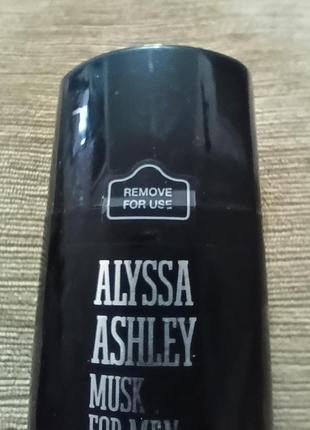 REMOVE
FOR USE
ALYSSA
ASHLEY
MUSK
FOR MEN